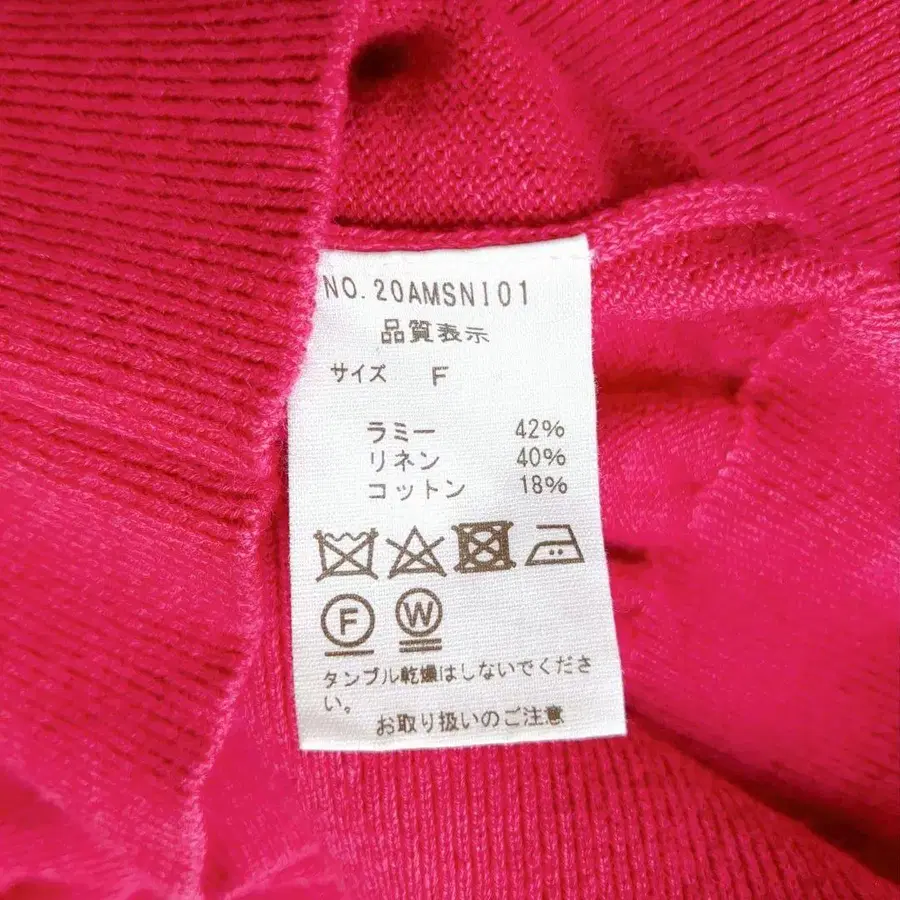 NO.20AMSNI01
品質表示
サイズ F
ラミー 42%
リネン 40%
コットン 18%
F W
タンブル乾燥はしないでくださ
い。
お取り扱いのご注意